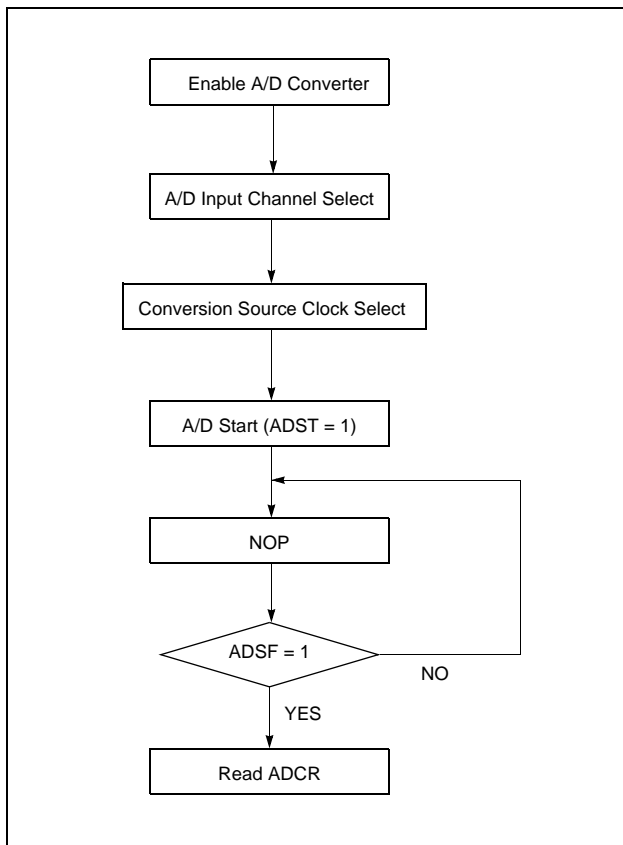 Enable A/D Converter
A/D Input Channel Select
Conversion Source Clock Select
A/D Start (ADST = 1)
NOP
ADSF = 1
NO
YES
Read ADCR